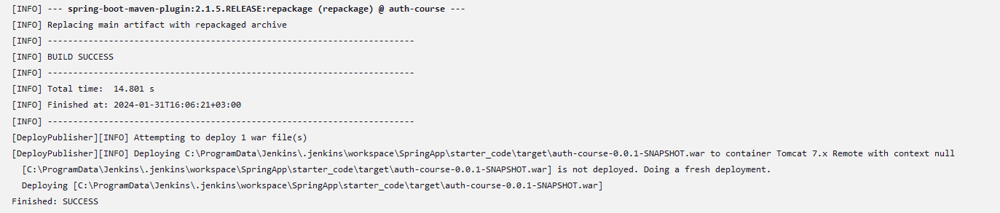 [INFO] --- spring-boot-maven-plugin:2.1.5.RELEASE:repackage (repackage) @ auth-course ---
[INFO] Replacing main artifact with repackaged archive
[INFO] ------------------------------------------------------------------------
[INFO] BUILD SUCCESS
[INFO] ------------------------------------------------------------------------
[INFO] Total time:  14.801 s
[INFO] Finished at: 2024-01-31T16:06:21+03:00
[INFO] ------------------------------------------------------------------------
[DeployPublisher][INFO] Attempting to deploy 1 war file(s)
[DeployPublisher][INFO] Deploying C:\ProgramData\Jenkins\.jenkins\workspace\SpringApp\starter_code\target\auth-course-0.0.1-SNAPSHOT.war to container Tomcat 7.x Remote with context null
  [C:\ProgramData\Jenkins\.jenkins\workspace\SpringApp\starter_code\target\auth-course-0.0.1-SNAPSHOT.war] is not deployed. Doing a fresh deployment.
  Deploying [C:\ProgramData\Jenkins\.jenkins\workspace\SpringApp\starter_code\target\auth-course-0.0.1-SNAPSHOT.war]
Finished: SUCCESS